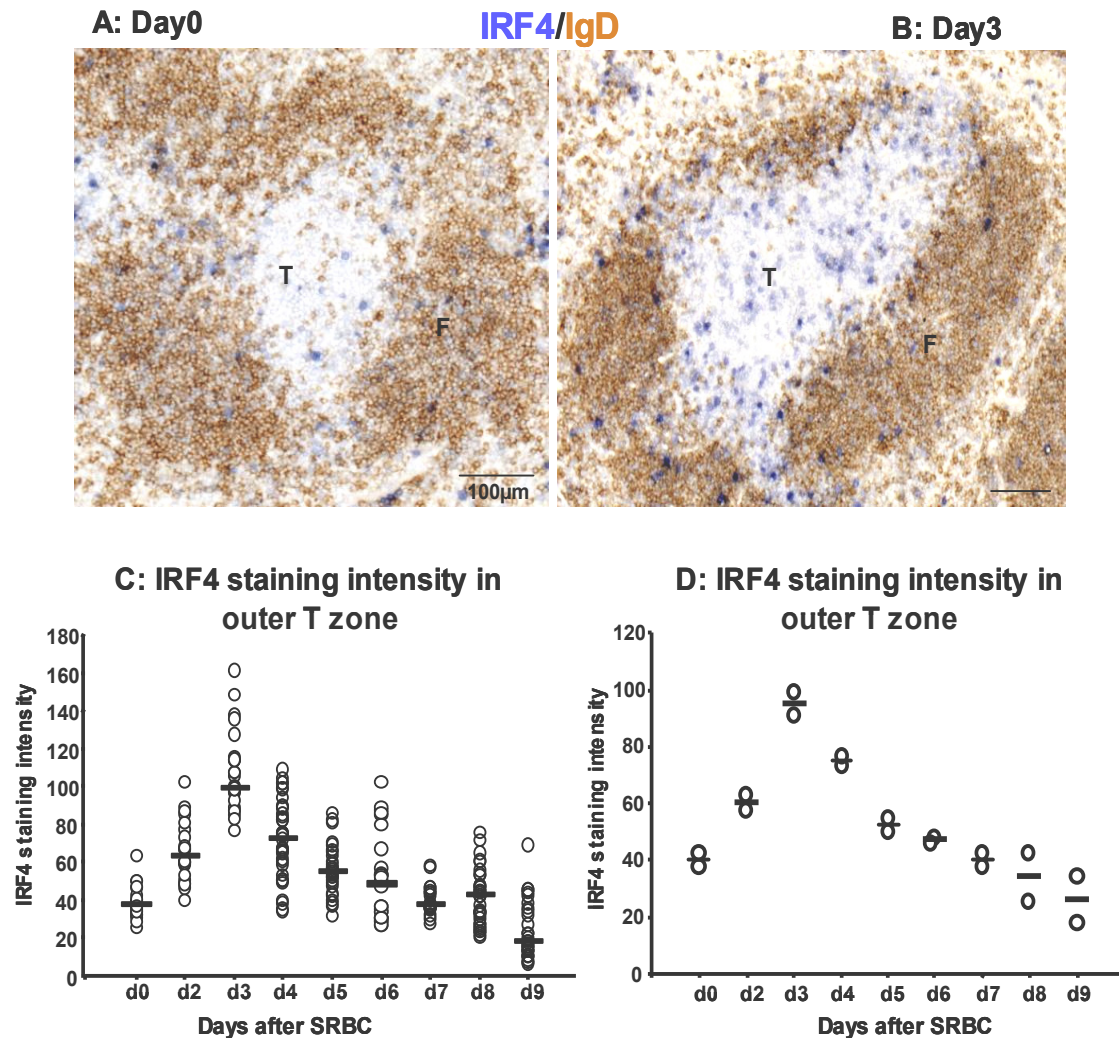 A: Day0
IRF4/IgD
B: Day3
T
F
100µm
T
F
C: IRF4 staining intensity in
outer T zone
IRF4 staining intensity
180
160
140
120
100
80
60
40
20
0
d0 d2 d3 d4 d5 d6 d7 d8 d9
Days after SRBC
D: IRF4 staining intensity in
outer T zone
IRF4 staining intensity
120
100
80
60
40
20
0
d0 d2 d3 d4 d5 d6 d7 d8 d9
Days after SRBC